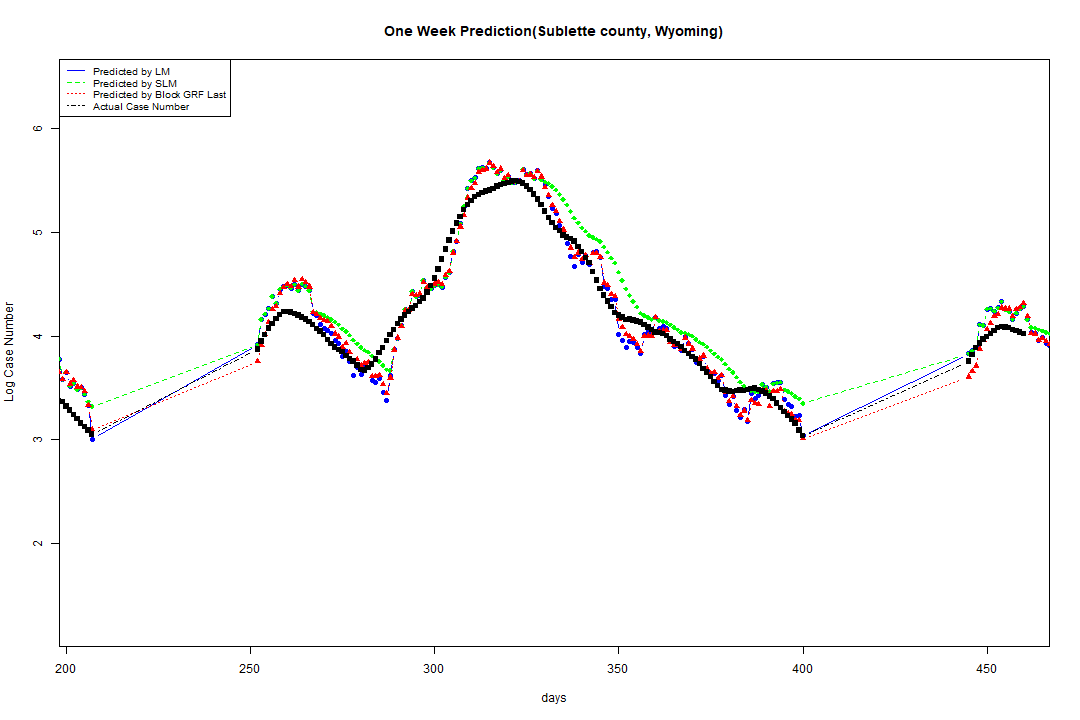 One Week Prediction(Sublette county, Wyoming)
Predicted by LM
Predicted by SLM
Predicted by Block GRF Last
Actual Case Number
Log Case Number
6
5
4
3
2
200 250 300 350 400 450
days